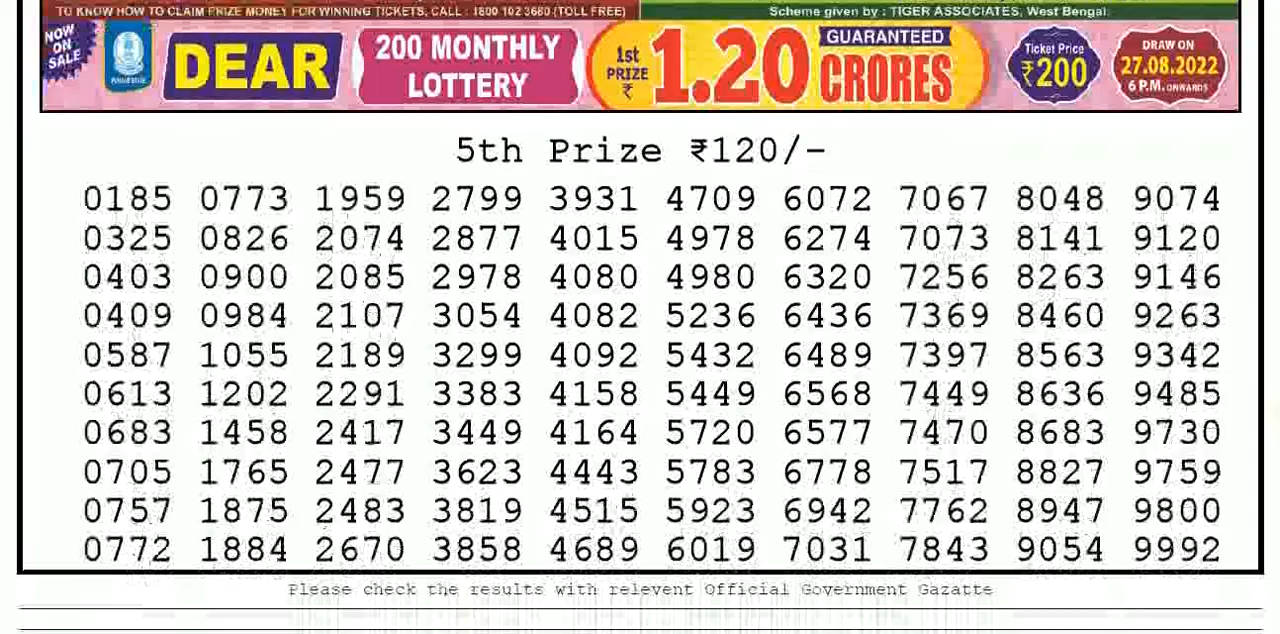 TO KNOW HOW TO CLAIM PRIZE MONEY FOR WINNING TICKETS, CALL : 1800 102 3680 (TOLL FREE)
Scheme given by : TIGER ASSOCIATES, West Bengal
NOW ON SALE
DEAR
200 MONTHLY
LOTTERY
1st
PRIZE
₹
1.20
GUARANTEED
CRORES
Ticket Price
₹200
DRAW ON
27.08.2022
6 P.M. ONWARDS
5th Prize ₹120/-
0185 0773 1959 2799 3931 4709 6072 7067 8048 9074
0325 0826 2074 2877 4015 4978 6274 7073 8141 9120
0403 0900 2085 2978 4080 4980 6320 7256 8263 9146
0409 0984 2107 3054 4082 5236 6436 7369 8460 9263
0587 1055 2189 3299 4092 5432 6489 7397 8563 9342
0613 1202 2291 3383 4158 5449 6568 7449 8636 9485
0683 1458 2417 3449 4164 5720 6577 7470 8683 9730
0705 1765 2477 3623 4443 5783 6778 7517 8827 9759
0757 1875 2483 3819 4515 5923 6942 7762 8947 9800
0772 1884 2670 3858 4689 6019 7031 7843 9054 9992
Please check the results with relevent Official Government Gazatte